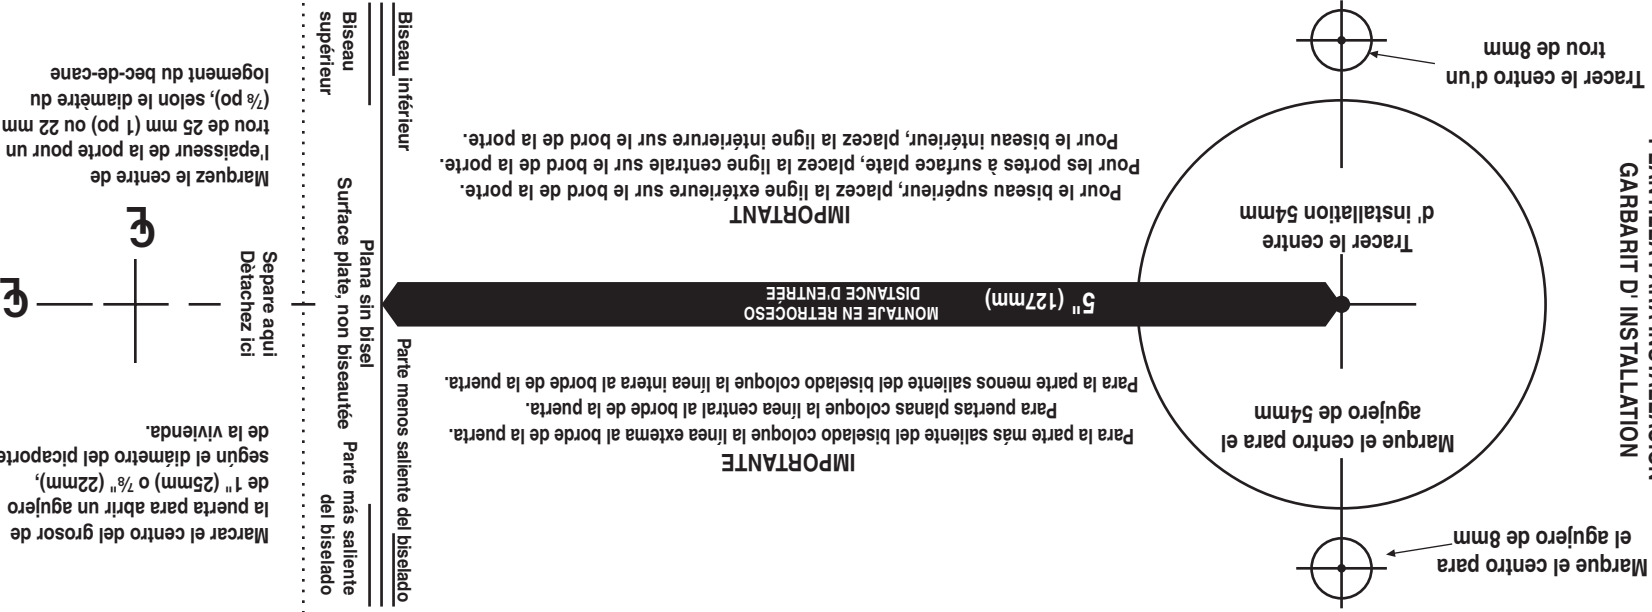 Marque el centro para
el agujero de 8mm
Marque el centro para el
agujero de 54mm
IMPORTANTE
Para la parte más saliente del biselado coloque la línea externa al borde de la puerta.
Para puertas planas coloque la línea central al borde de la puerta.
Para la parte menos saliente del biselado coloque la línea intera al borde de la puerta.
Marcar el centro del grosor de
la puerta para abrir un agujero
de 1" (25mm) o ⅞" (22mm),
según el diámetro del picaporte
de la vivienda.
5" (127mm)
MONTAJE EN RETROCESO
DISTANCE D'ENTRÉE
Tracer le centre
d' installation 54mm
IMPORTANT
Pour le biseau supérieur, placez la ligne extérieure sur le bord de la porte.
Pour les portes à surface plate, placez la ligne centrale sur le bord de la porte.
Pour le biseau intérieur, placez la ligne intérierure sur le bord de la porte.
Tracer le centre d'un
trou de 8mm
Marquez le centre de
l'epaisseur de la porte pour un
trou de 25 mm (1 po) ou 22 mm
(⅞ po), selon le diamètre du
logement du bec-de-cane
Biseau inférieur
Parte menos saliente del biselado
Biseau
supérieur
Plana sin bisel
Surface plate, non biseautée
Parte más saliente
del biselado
Separe aqui
Dètachez ici
CL
CL
GARBARIT D' INSTALLATION